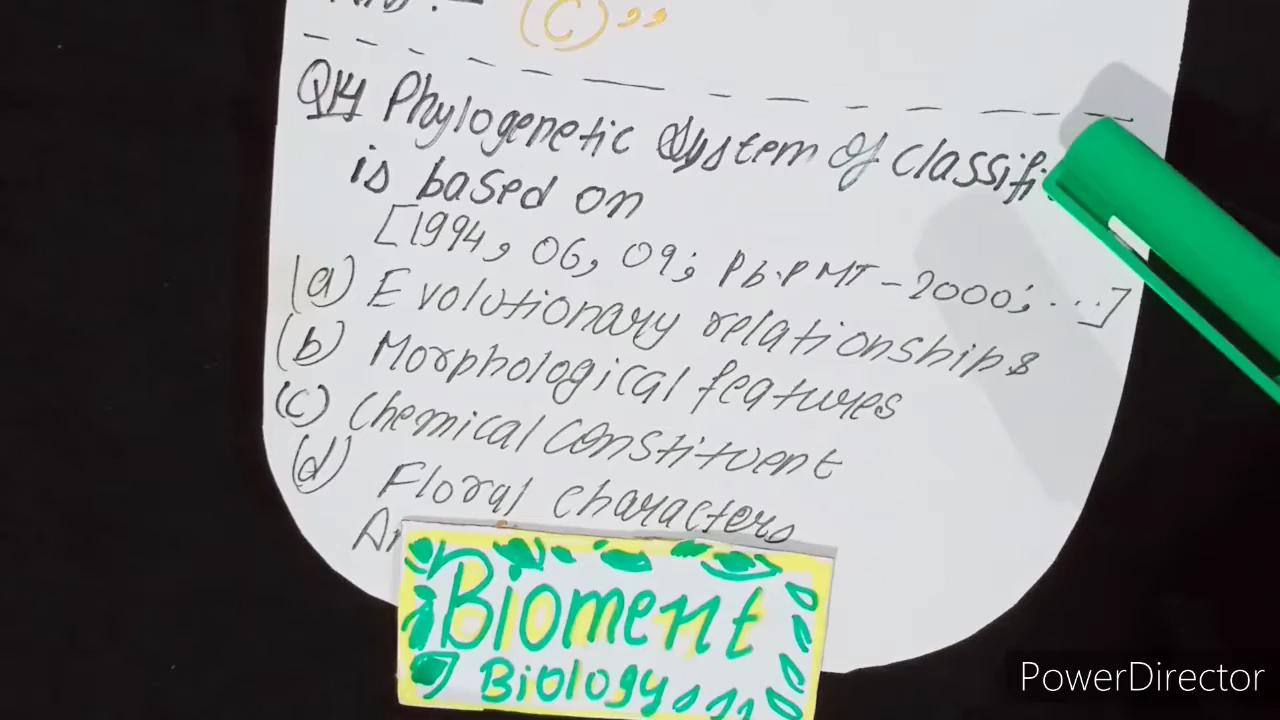 (C) ,,
Q14 Phylogenetic System of classifi
is based on
[1994, 06, 09; Pb.PMT - 2000; ...]
(a) Evolutionary relationships
(b) Morphological features
(c) Chemical Constituent
(d) Floral characters
An
Bioment
Biology
PowerDirector